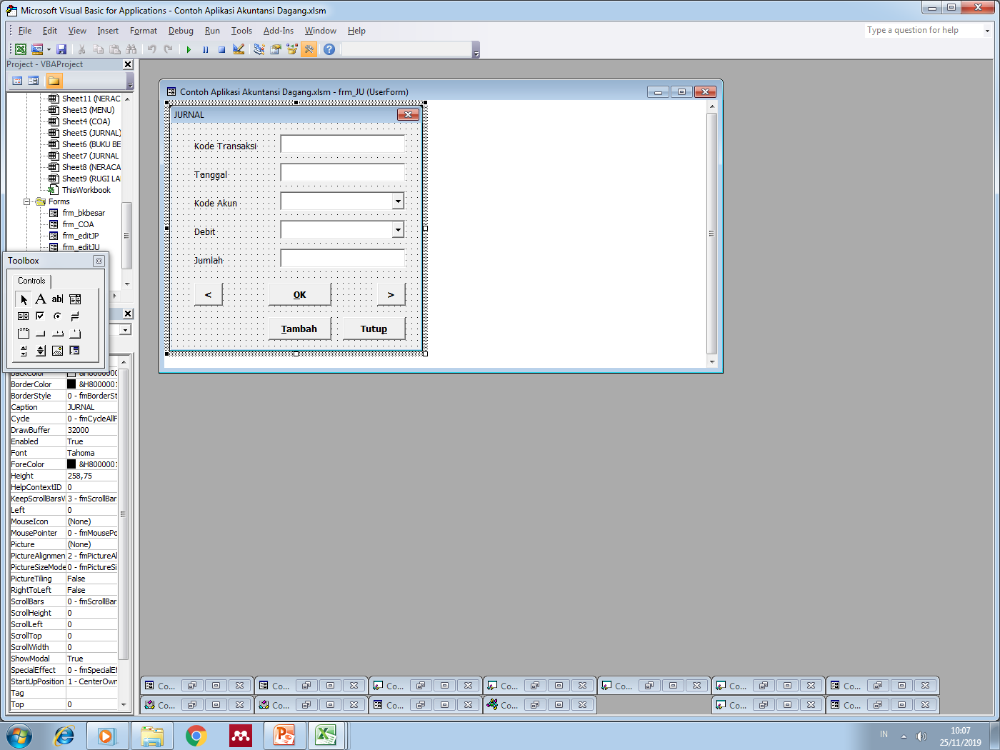 Microsoft Visual Basic for Applications - Contoh Aplikasi Akuntansi Dagang.xlsm
File Edit View Insert Format Debug Run Tools Add-Ins Window Help
Type a question for help
Project - VBAProject
Sheet11 (NERAC
Sheet3 (MENU)
Sheet4 (COA)
Sheet5 (JURNAL)
Sheet6 (BUKU BE
Sheet7 (JURNAL
Sheet8 (NERACA
Sheet9 (RUGI LA
ThisWorkbook
Forms
frm_bkbesar
frm_COA
frm_editJP
frm_editJU
Toolbox
Controls
A ab|
XYZ
BackColor &H8000000
BorderColor &H8000001
BorderStyle 0 - fmBorderSt
Caption JURNAL
Cycle 0 - fmCycleAllF
DrawBuffer 32000
Enabled True
Font Tahoma
ForeColor &H8000001
Height 258,75
HelpContextID 0
KeepScrollBarsV 3 - fmScrollBar
Left 0
MouseIcon (None)
MousePointer 0 - fmMousePo
Picture (None)
PictureAlignmen 2 - fmPictureAl
PictureSizeMode 0 - fmPictureSi
PictureTiling False
RightToLeft False
ScrollBars 0 - fmScrollBar
ScrollHeight 0
ScrollLeft 0
ScrollTop 0
ScrollWidth 0
ShowModal True
SpecialEffect 0 - fmSpecialEf
StartUpPosition 1 - CenterOwn
Tag
Top 0
Contoh Aplikasi Akuntansi Dagang.xlsm - frm_JU (UserForm)
JURNAL
Kode Transaksi
Tanggal
Kode Akun
Debit
Jumlah
< OK >
Tambah Tutup
Co... Co... Co... Co... Co... Co... Co...
Co... Co... Co... Co... Co... Co...
IN
10:07
25/11/2019